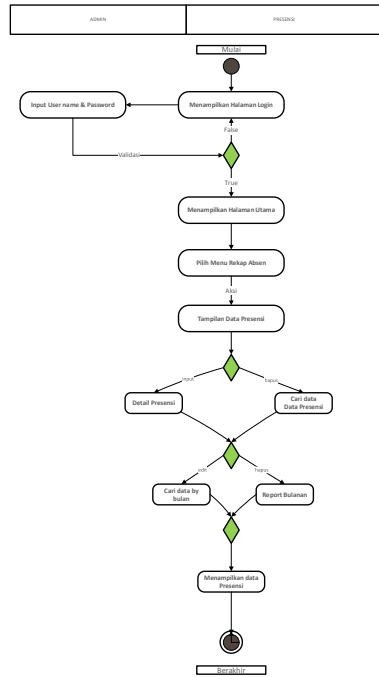 ADMIN
PRESENSI
Mulai
Input User name & Password
Menampilkan Halaman Login
False
Validasi
True
Menampilkan Halaman Utama
Pilih Menu Rekap Absen
Aksi
Tampilan Data Presensi
input
hapus
Detail Presensi
Cari data
Data Presensi
edit
hapus
Cari data by
bulan
Report Bulanan
Menampilkan data
Presensi
Berakhir